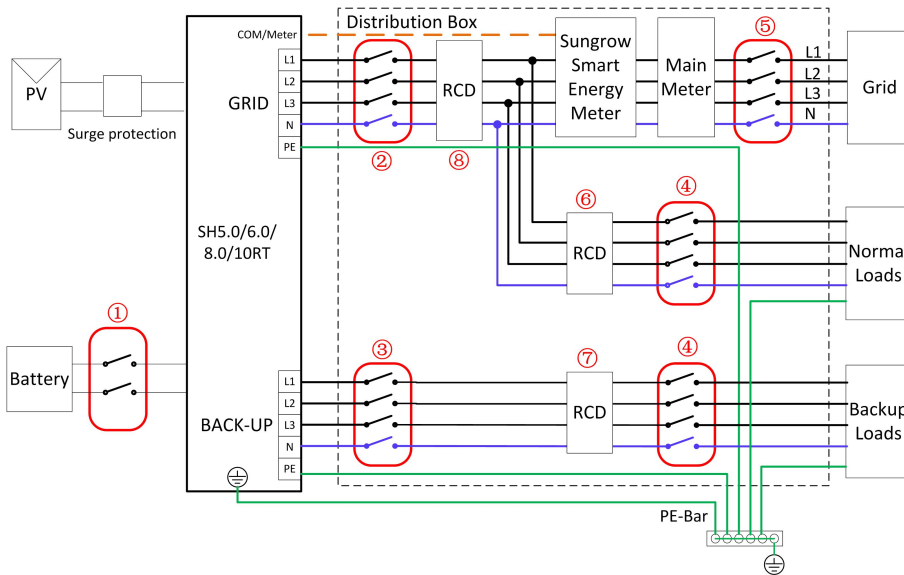 Distribution Box
⑤
COM/Meter
L1
L2
L3
N
PE
GRID
PV
Surge protection
②
RCD
⑧
Sungrow
Smart
Energy
Meter
Main
Meter
L1
L2
L3
N
Grid
⑥
④
RCD
Norma
Loads
SH5.0/6.0/
8.0/10RT
①
Battery
③
⑦
④
L1
L2
L3
N
PE
BACK-UP
RCD
Backup
Loads
PE-Bar